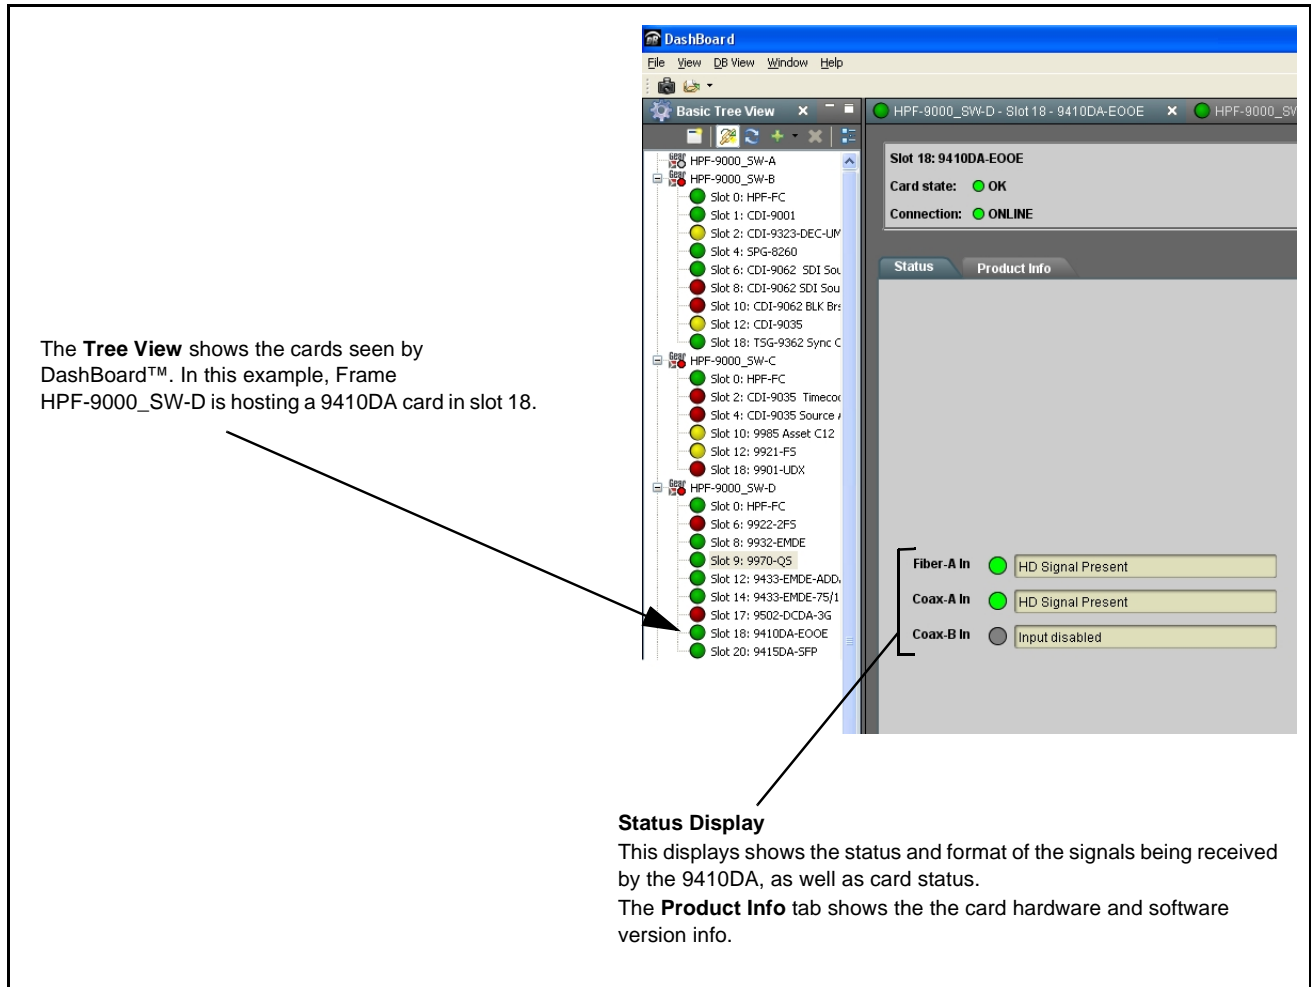 The Tree View shows the cards seen by
DashBoard™. In this example, Frame
HPF-9000_SW-D is hosting a 9410DA card in slot 18.
DashBoard
File View DB View Window Help
Basic Tree View
HPF-9000_SW-A
HPF-9000_SW-B
Slot 0: HPF-FC
Slot 1: CDI-9001
Slot 2: CDI-9323-DEC-UM
Slot 4: SPG-8260
Slot 6: CDI-9062 SDI Sou
Slot 8: CDI-9062 SDI Sou
Slot 10: CDI-9062 BLK Brs
Slot 12: CDI-9035
Slot 18: TSG-9362 Sync C
HPF-9000_SW-C
Slot 0: HPF-FC
Slot 2: CDI-9035 Timecod
Slot 4: CDI-9035 Source A
Slot 10: 9985 Asset C12
Slot 12: 9921-FS
Slot 18: 9901-UDX
HPF-9000_SW-D
Slot 0: HPF-FC
Slot 6: 9922-2FS
Slot 8: 9932-EMDE
Slot 9: 9970-QS
Slot 12: 9433-EMDE-ADDA
Slot 14: 9433-EMDE-75/1
Slot 17: 9502-DCDA-3G
Slot 18: 9410DA-EOOE
Slot 20: 9415DA-SFP
HPF-9000_SW-D - Slot 18 - 9410DA-EOOE
HPF-9000_SW
Slot 18: 9410DA-EOOE
Card state: OK
Connection: ONLINE
Status Product Info
Fiber-A In HD Signal Present
Coax-A In HD Signal Present
Coax-B In Input disabled
Status Display
This displays shows the status and format of the signals being received
by the 9410DA, as well as card status.
The Product Info tab shows the the card hardware and software
version info.